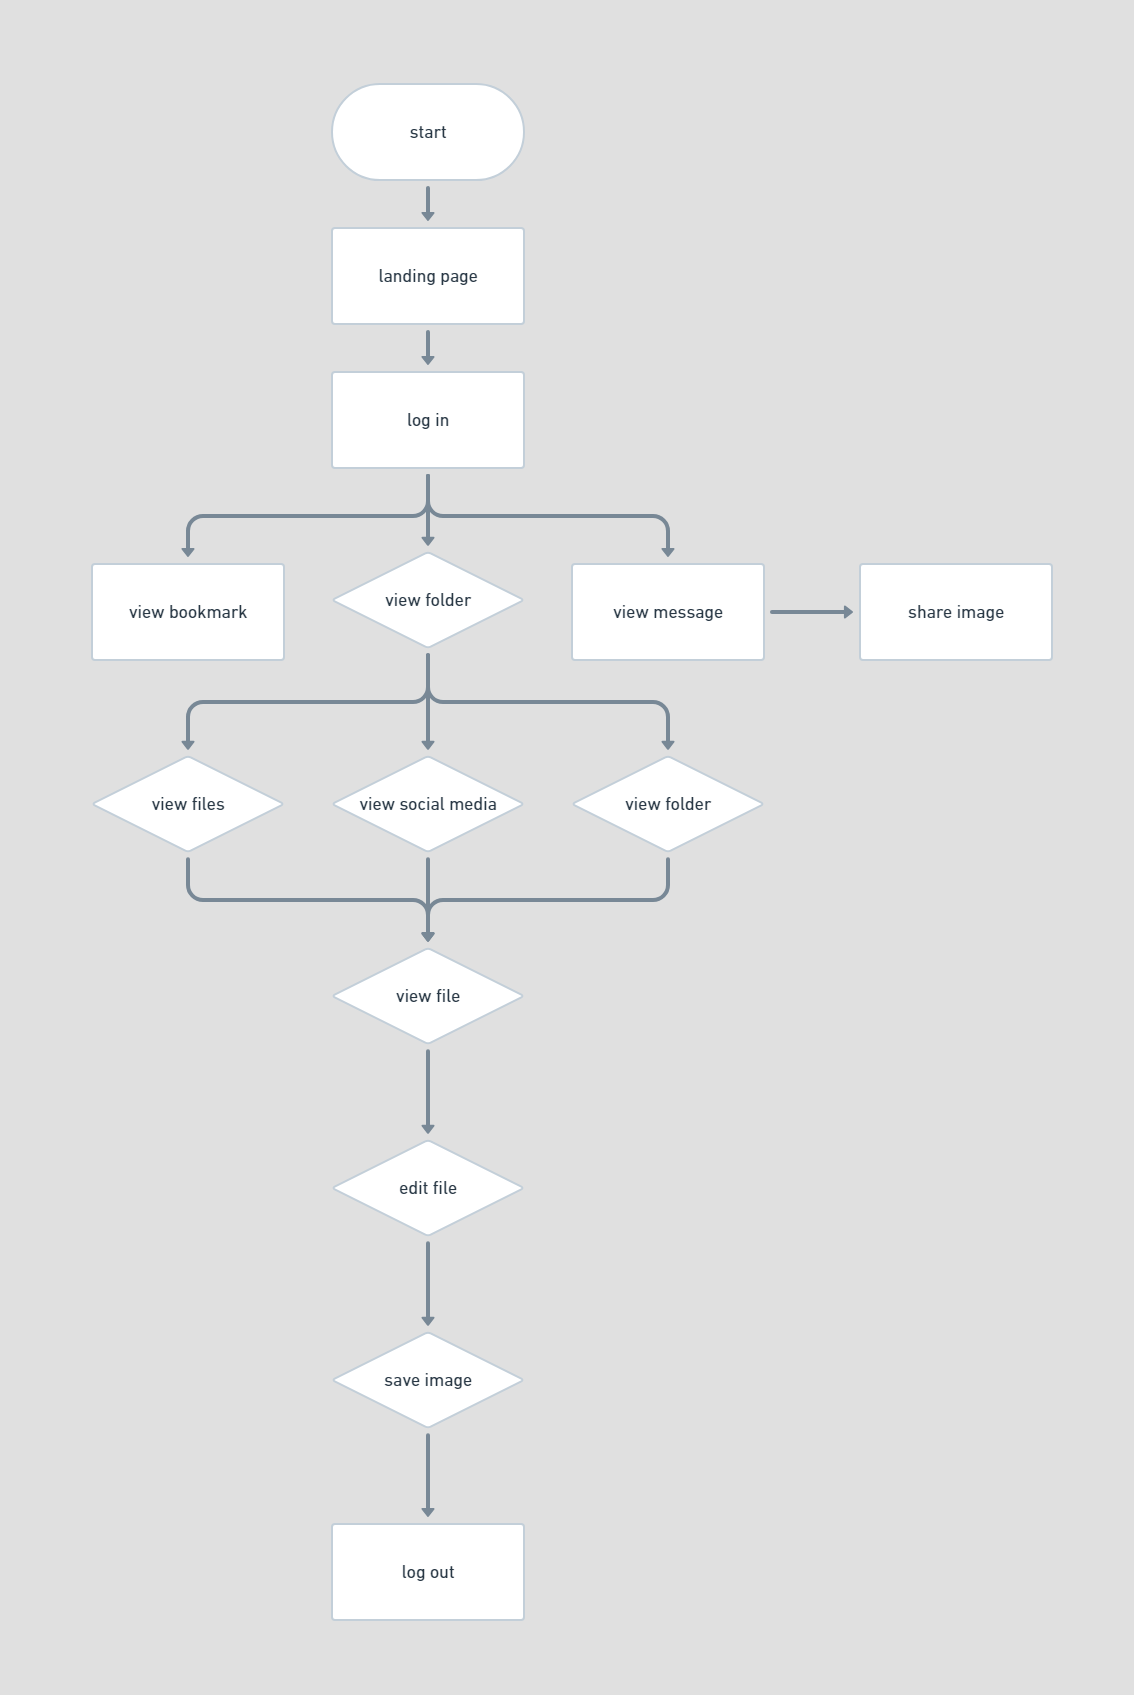 start
landing page
log in
view bookmark
view folder
view message
share image
view files
view social media
view folder
view file
edit file
save image
log out